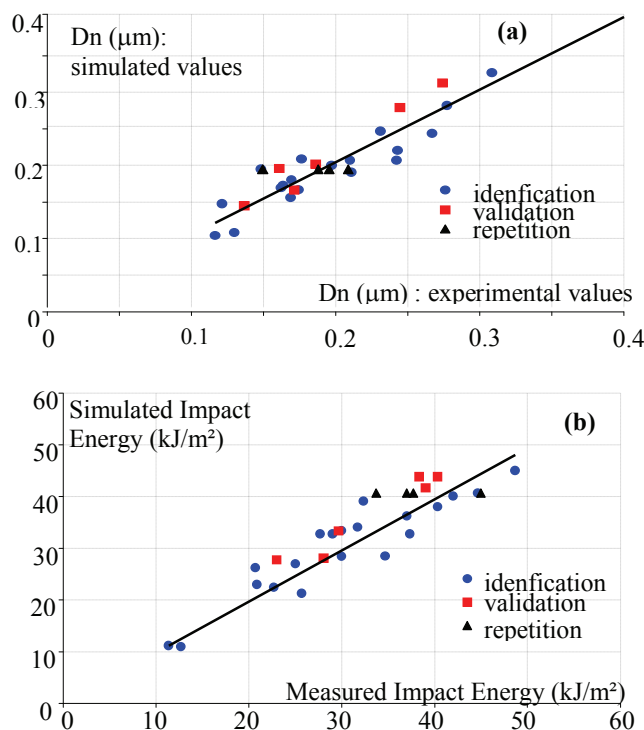 0.4
Dn (μm):
simulated values
(a)
0.3
0.2
idenfication
validation
repetition
0.1
Dn (μm) : experimental values
0
0.1
0.2
0.3
0.4
60
Simulated Impact
Energy (kJ/m²)
(b)
50
40
30
20
idenfication
validation
repetition
10
Measured Impact Energy (kJ/m²)
0
0
10
20
30
40
50
60